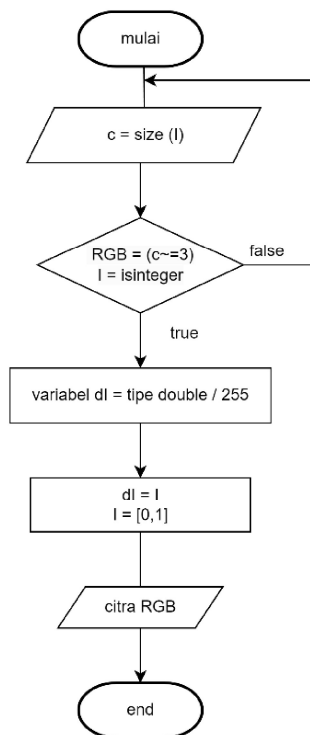 mulai
c = size (I)
RGB = (c~=3)
I = isinteger
false
true
variabel dI = tipe double / 255
dI = I
I = [0,1]
citra RGB
end